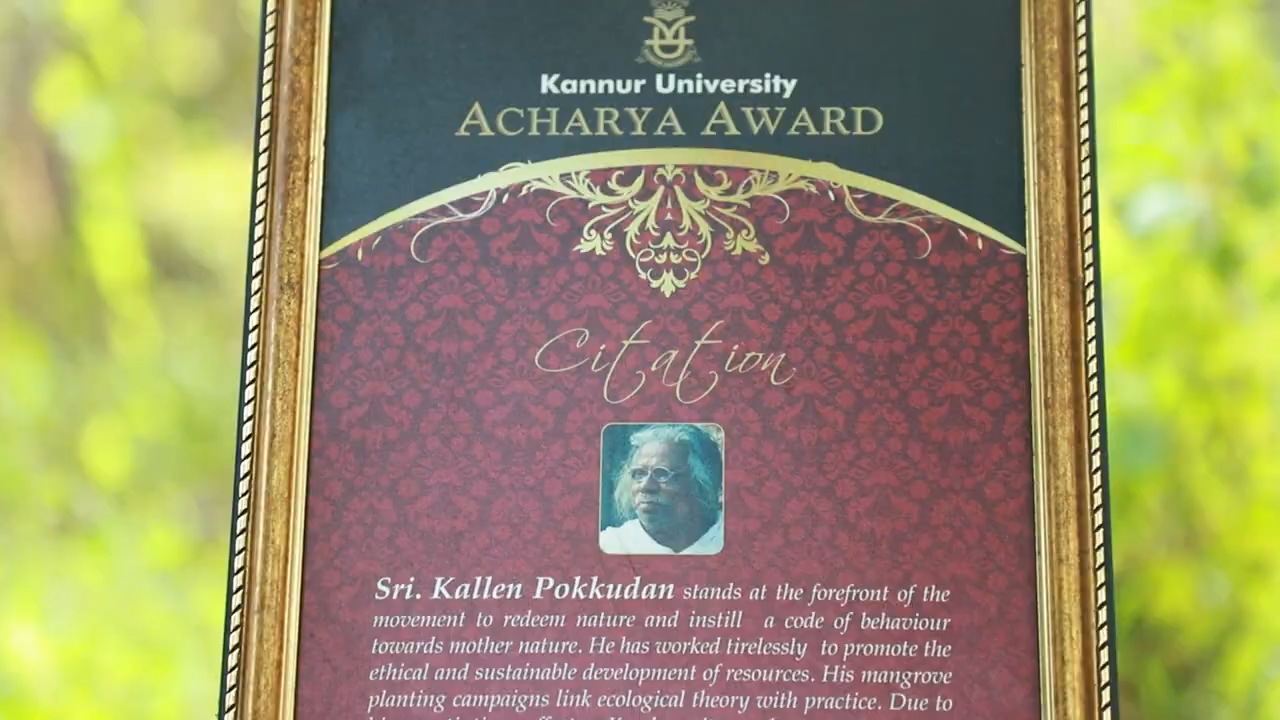 Kannur University
ACHARYA AWARD
Citation
Sri. Kallen Pokkudan stands at the forefront of the
movement to redeem nature and instill a code of behaviour
towards mother nature. He has worked tirelessly to promote the
ethical and sustainable development of resources. His mangrove
planting campaigns link ecological theory with practice. Due to